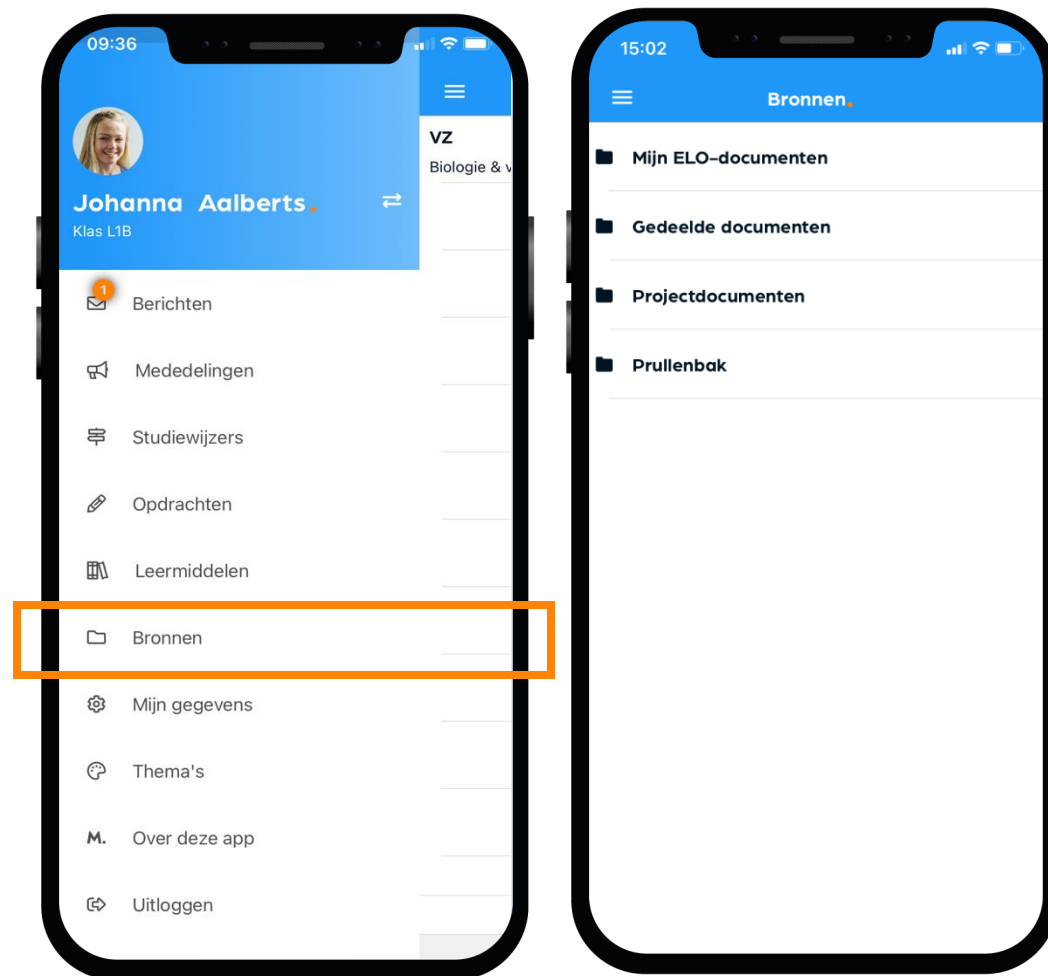 09:36
VZ
Biologie & v
Johanna Aalberts.
Klas L1B
1
Berichten
Mededelingen
Studiewijzers
Opdrachten
Leermiddelen
Bronnen
Mijn gegevens
Thema's
M. Over deze app
Uitloggen
15:02
Bronnen.
Mijn ELO-documenten
Gedeelde documenten
Projectdocumenten
Prullenbak